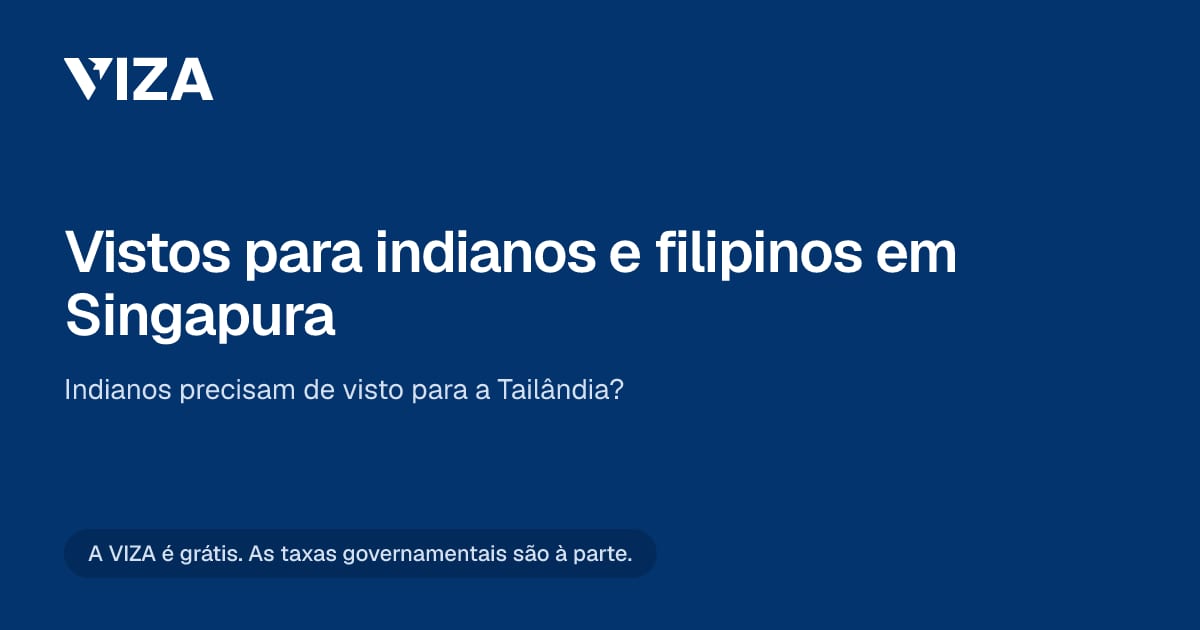 VIZA
Vistos para indianos e filipinos em
Singapura
Indianos precisam de visto para a Tailândia?
A VIZA é grátis. As taxas governamentais são à parte.